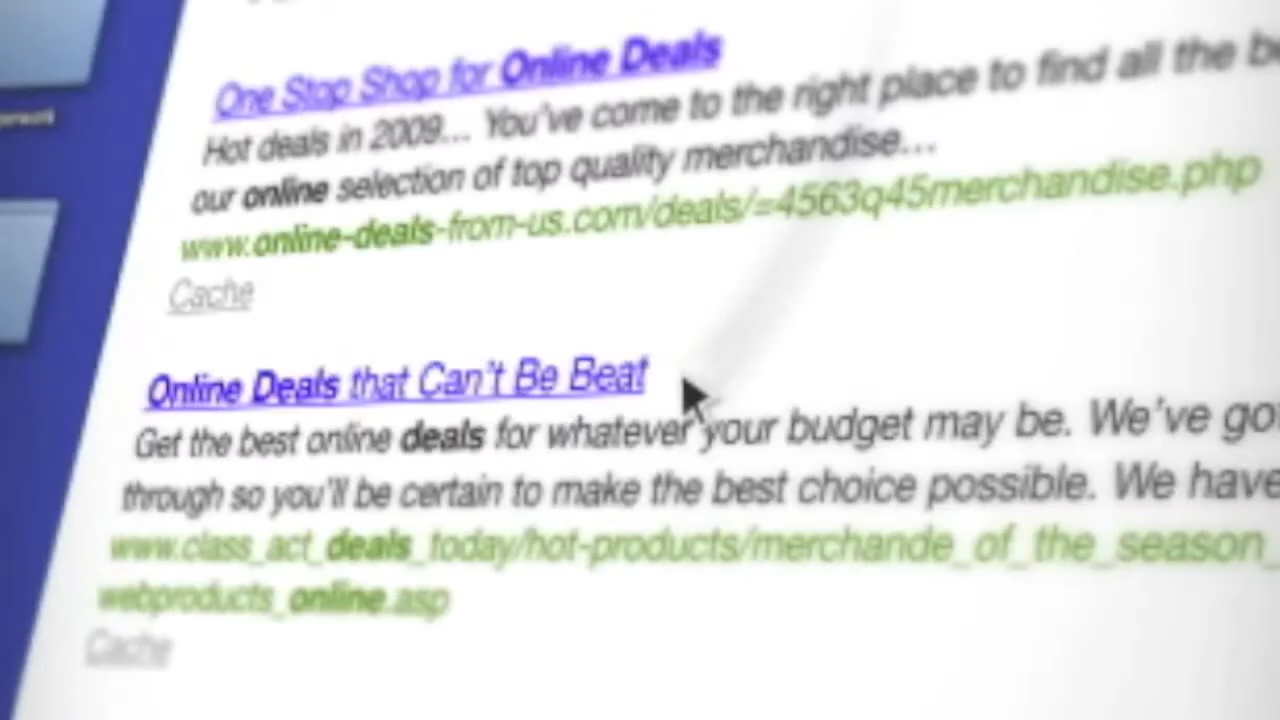 One Stop Shop for Online Deals
Hot deals in 2009... You've come to the right place to find all the
our online selection of top quality merchandise...
www.online-deals-from-us.com/deals/=4563q45merchandise.php
Cache
Online Deals that Can't Be Beat
Get the best online deals for whatever your budget may be. We've
through so you'll be certain to make the best choice possible. We have
www.class_act_deals_today/hot-products/merchande_of_the_season_
webproducts_online.asp
Cache